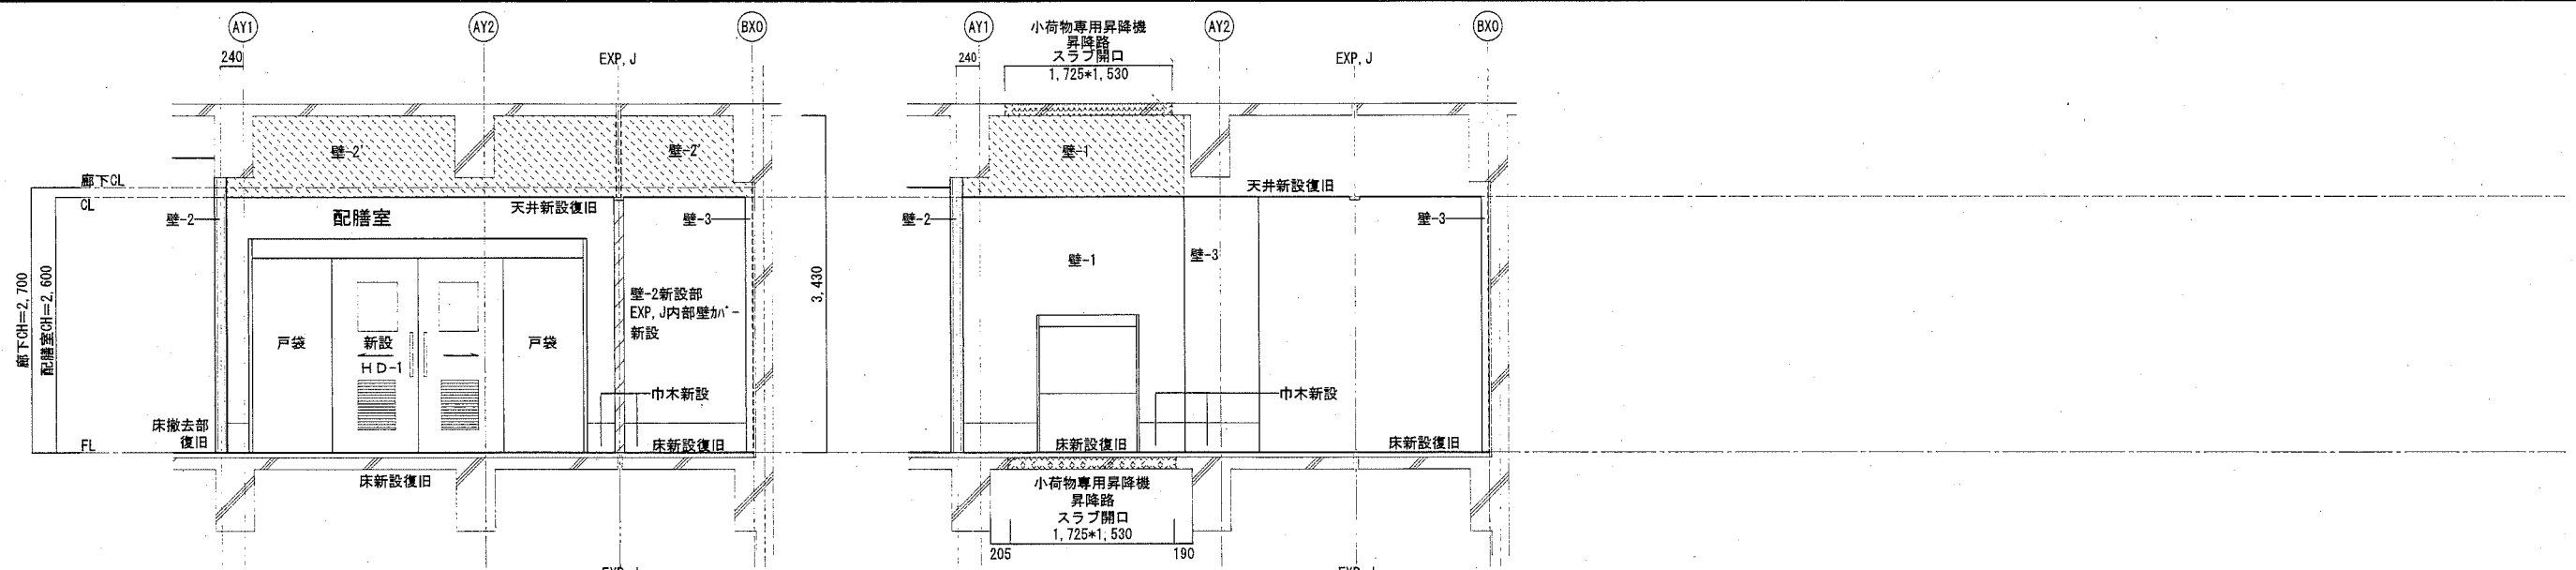 AY1
AY2
BX0
240
EXP, J
廊下CL
CL
壁-2'
壁-2'
壁-2
配膳室
天井新設復旧
壁-3
廊下CH=2,700
配膳室CH=2,600
3,430
戸袋
新設
HD-1
戸袋
壁-2新設部
EXP, J内部壁ｶﾊﾞｰ
新設
巾木新設
床撤去部
復旧
FL
床新設復旧
床新設復旧
AY1
小荷物専用昇降機
昇降路
スラブ開口
1,725*1,530
AY2
BX0
240
EXP, J
壁-1
天井新設復旧
壁-2
壁-3
壁-1
壁-3
巾木新設
床新設復旧
床新設復旧
小荷物専用昇降機
昇降路
スラブ開口
1,725*1,530
205
190